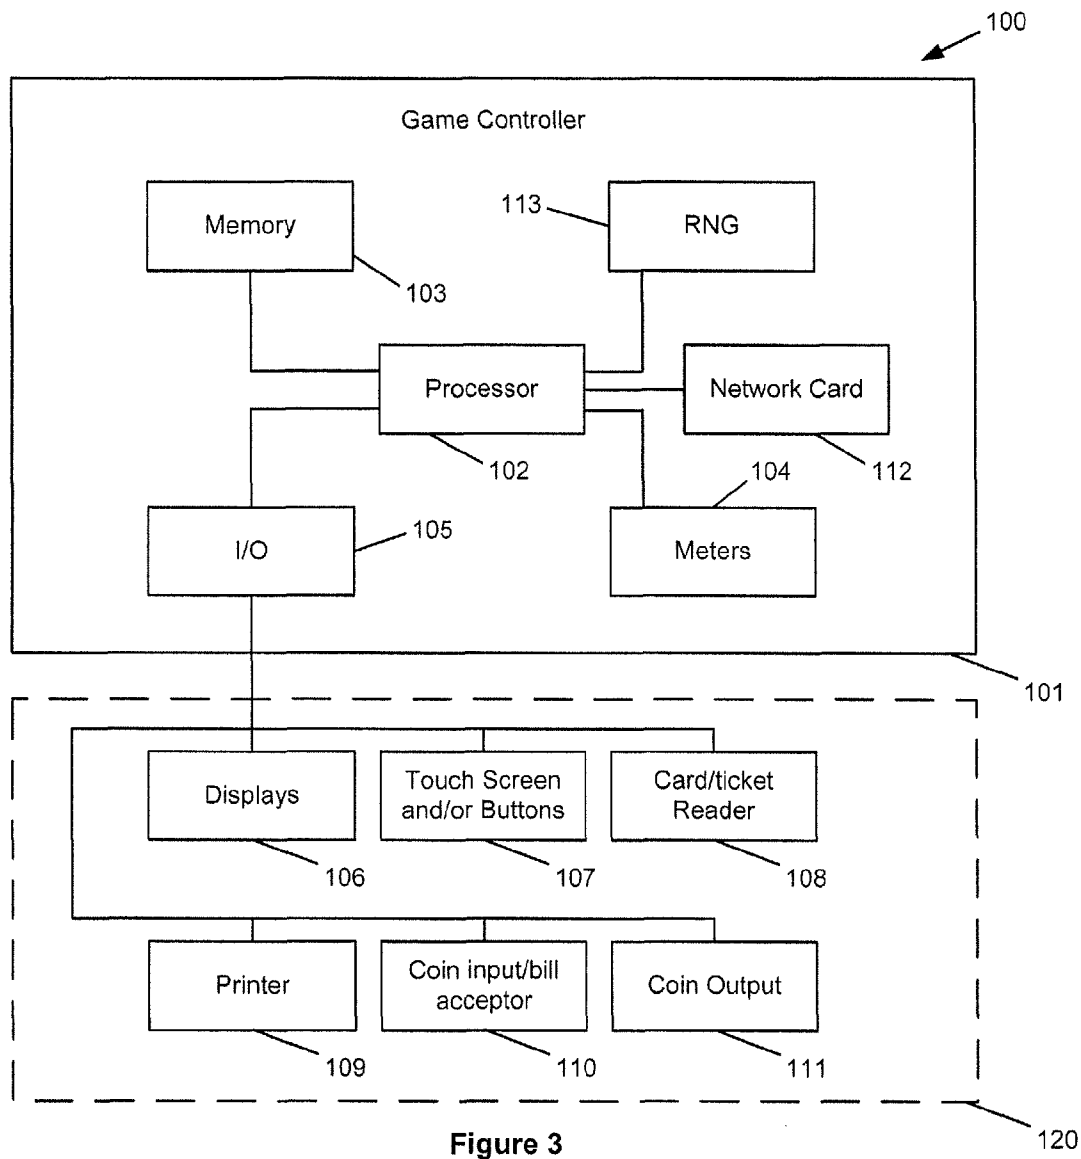 100
Game Controller
Memory
113
RNG
103
Processor
Network Card
102
104
112
I/O
105
Meters
101
Displays
Touch Screen
and/or Buttons
Card/ticket
Reader
106
107
108
Printer
Coin input/bill
acceptor
Coin Output
109
110
111
120
Figure 3